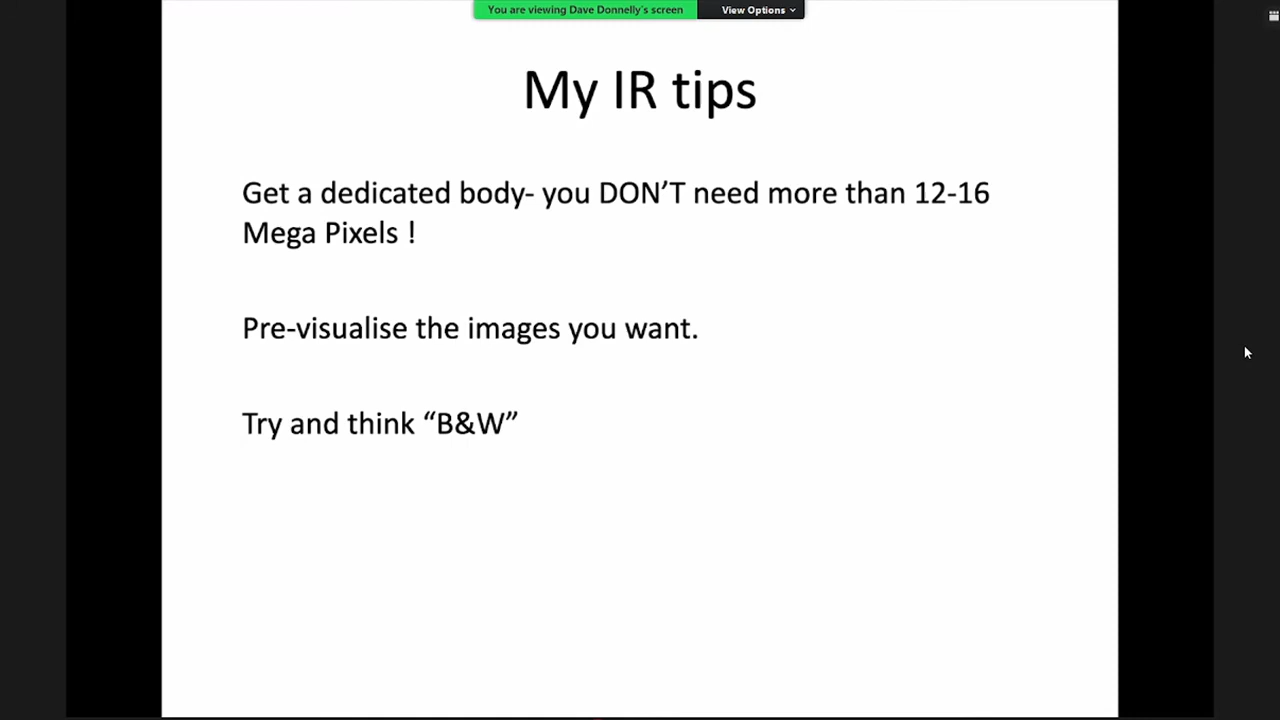 You are viewing Dave Donnelly's screen
View Options
My IR tips
Get a dedicated body- you DON’T need more than 12-16
Mega Pixels !
Pre-visualise the images you want.
Try and think “B&W”